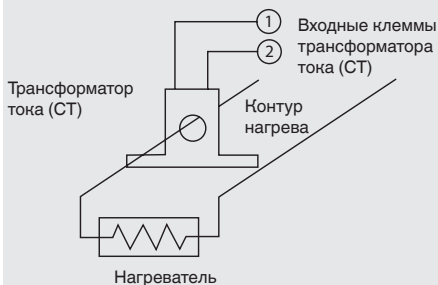 1
2
Входные клеммы
трансформатора
тока (CT)
Трансформатор
тока (CT)
Контур
нагрева
Нагреватель